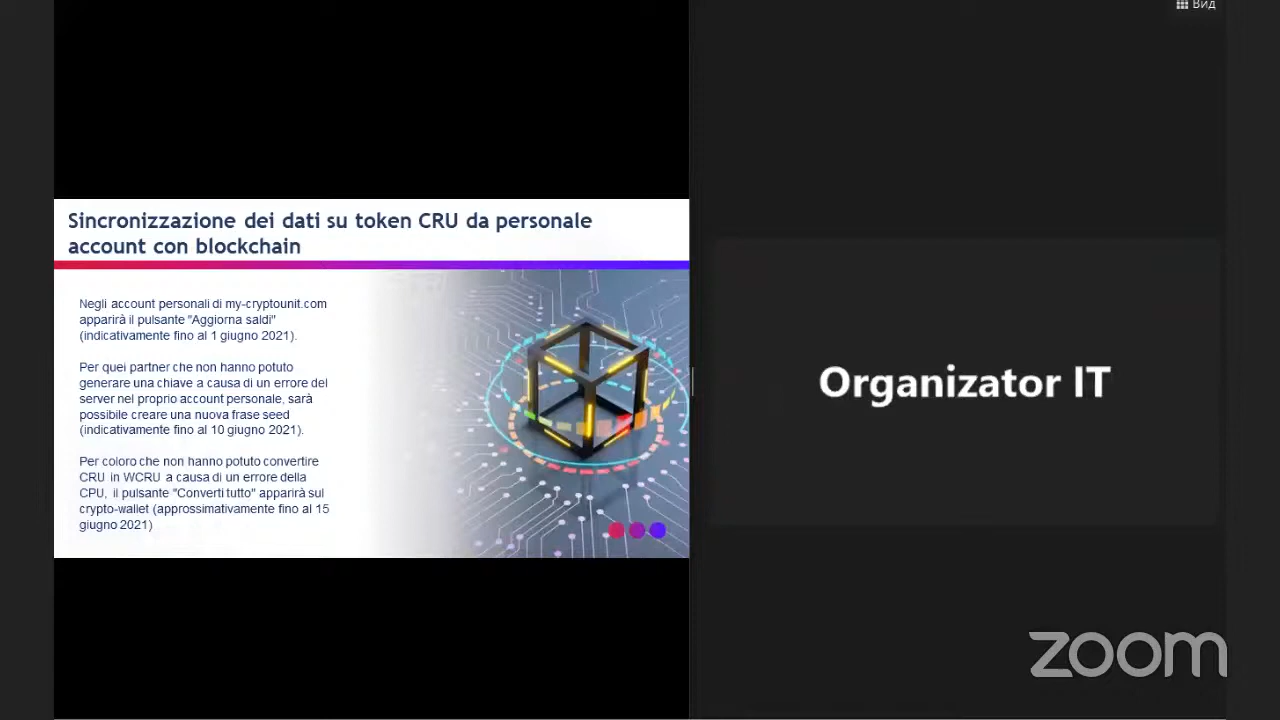 Вид
Sincronizzazione dei dati su token CRU da personale
account con blockchain
Negli account personali di my-cryptounit.com
apparirà il pulsante "Aggiorna saldi"
(indicativamente fino al 1 giugno 2021).
Per quei partner che non hanno potuto
generare una chiave a causa di un errore del
server nel proprio account personale, sarà
possibile creare una nuova frase seed
(indicativamente fino al 10 giugno 2021).
Per coloro che non hanno potuto convertire
CRU in WCRU a causa di un errore della
CPU, il pulsante "Converti tutto" apparirà sul
crypto-wallet (approssimativamente fino al 15
giugno 2021)
Organizator IT
zoom